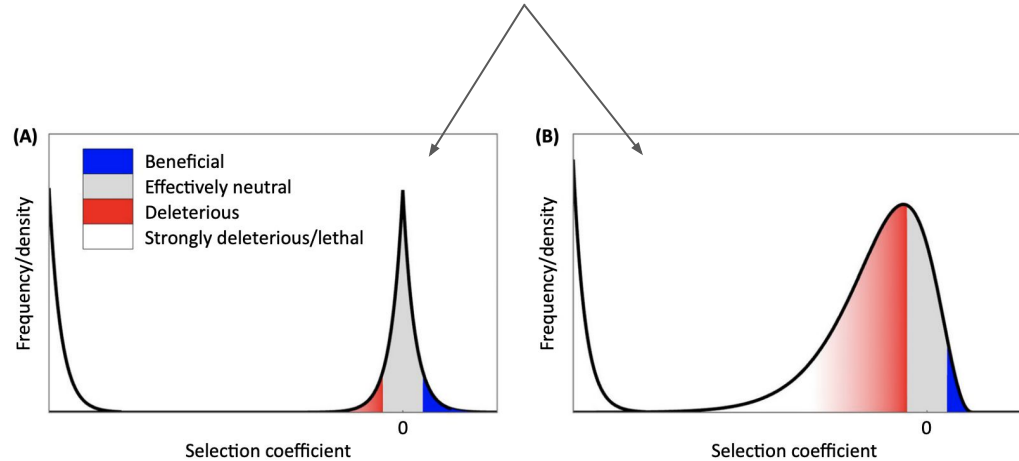 (A)
Beneficial
Effectively neutral
Deleterious
Strongly deleterious/lethal
Frequency/density
0
Selection coefficient
(B)
Frequency/density
0
Selection coefficient